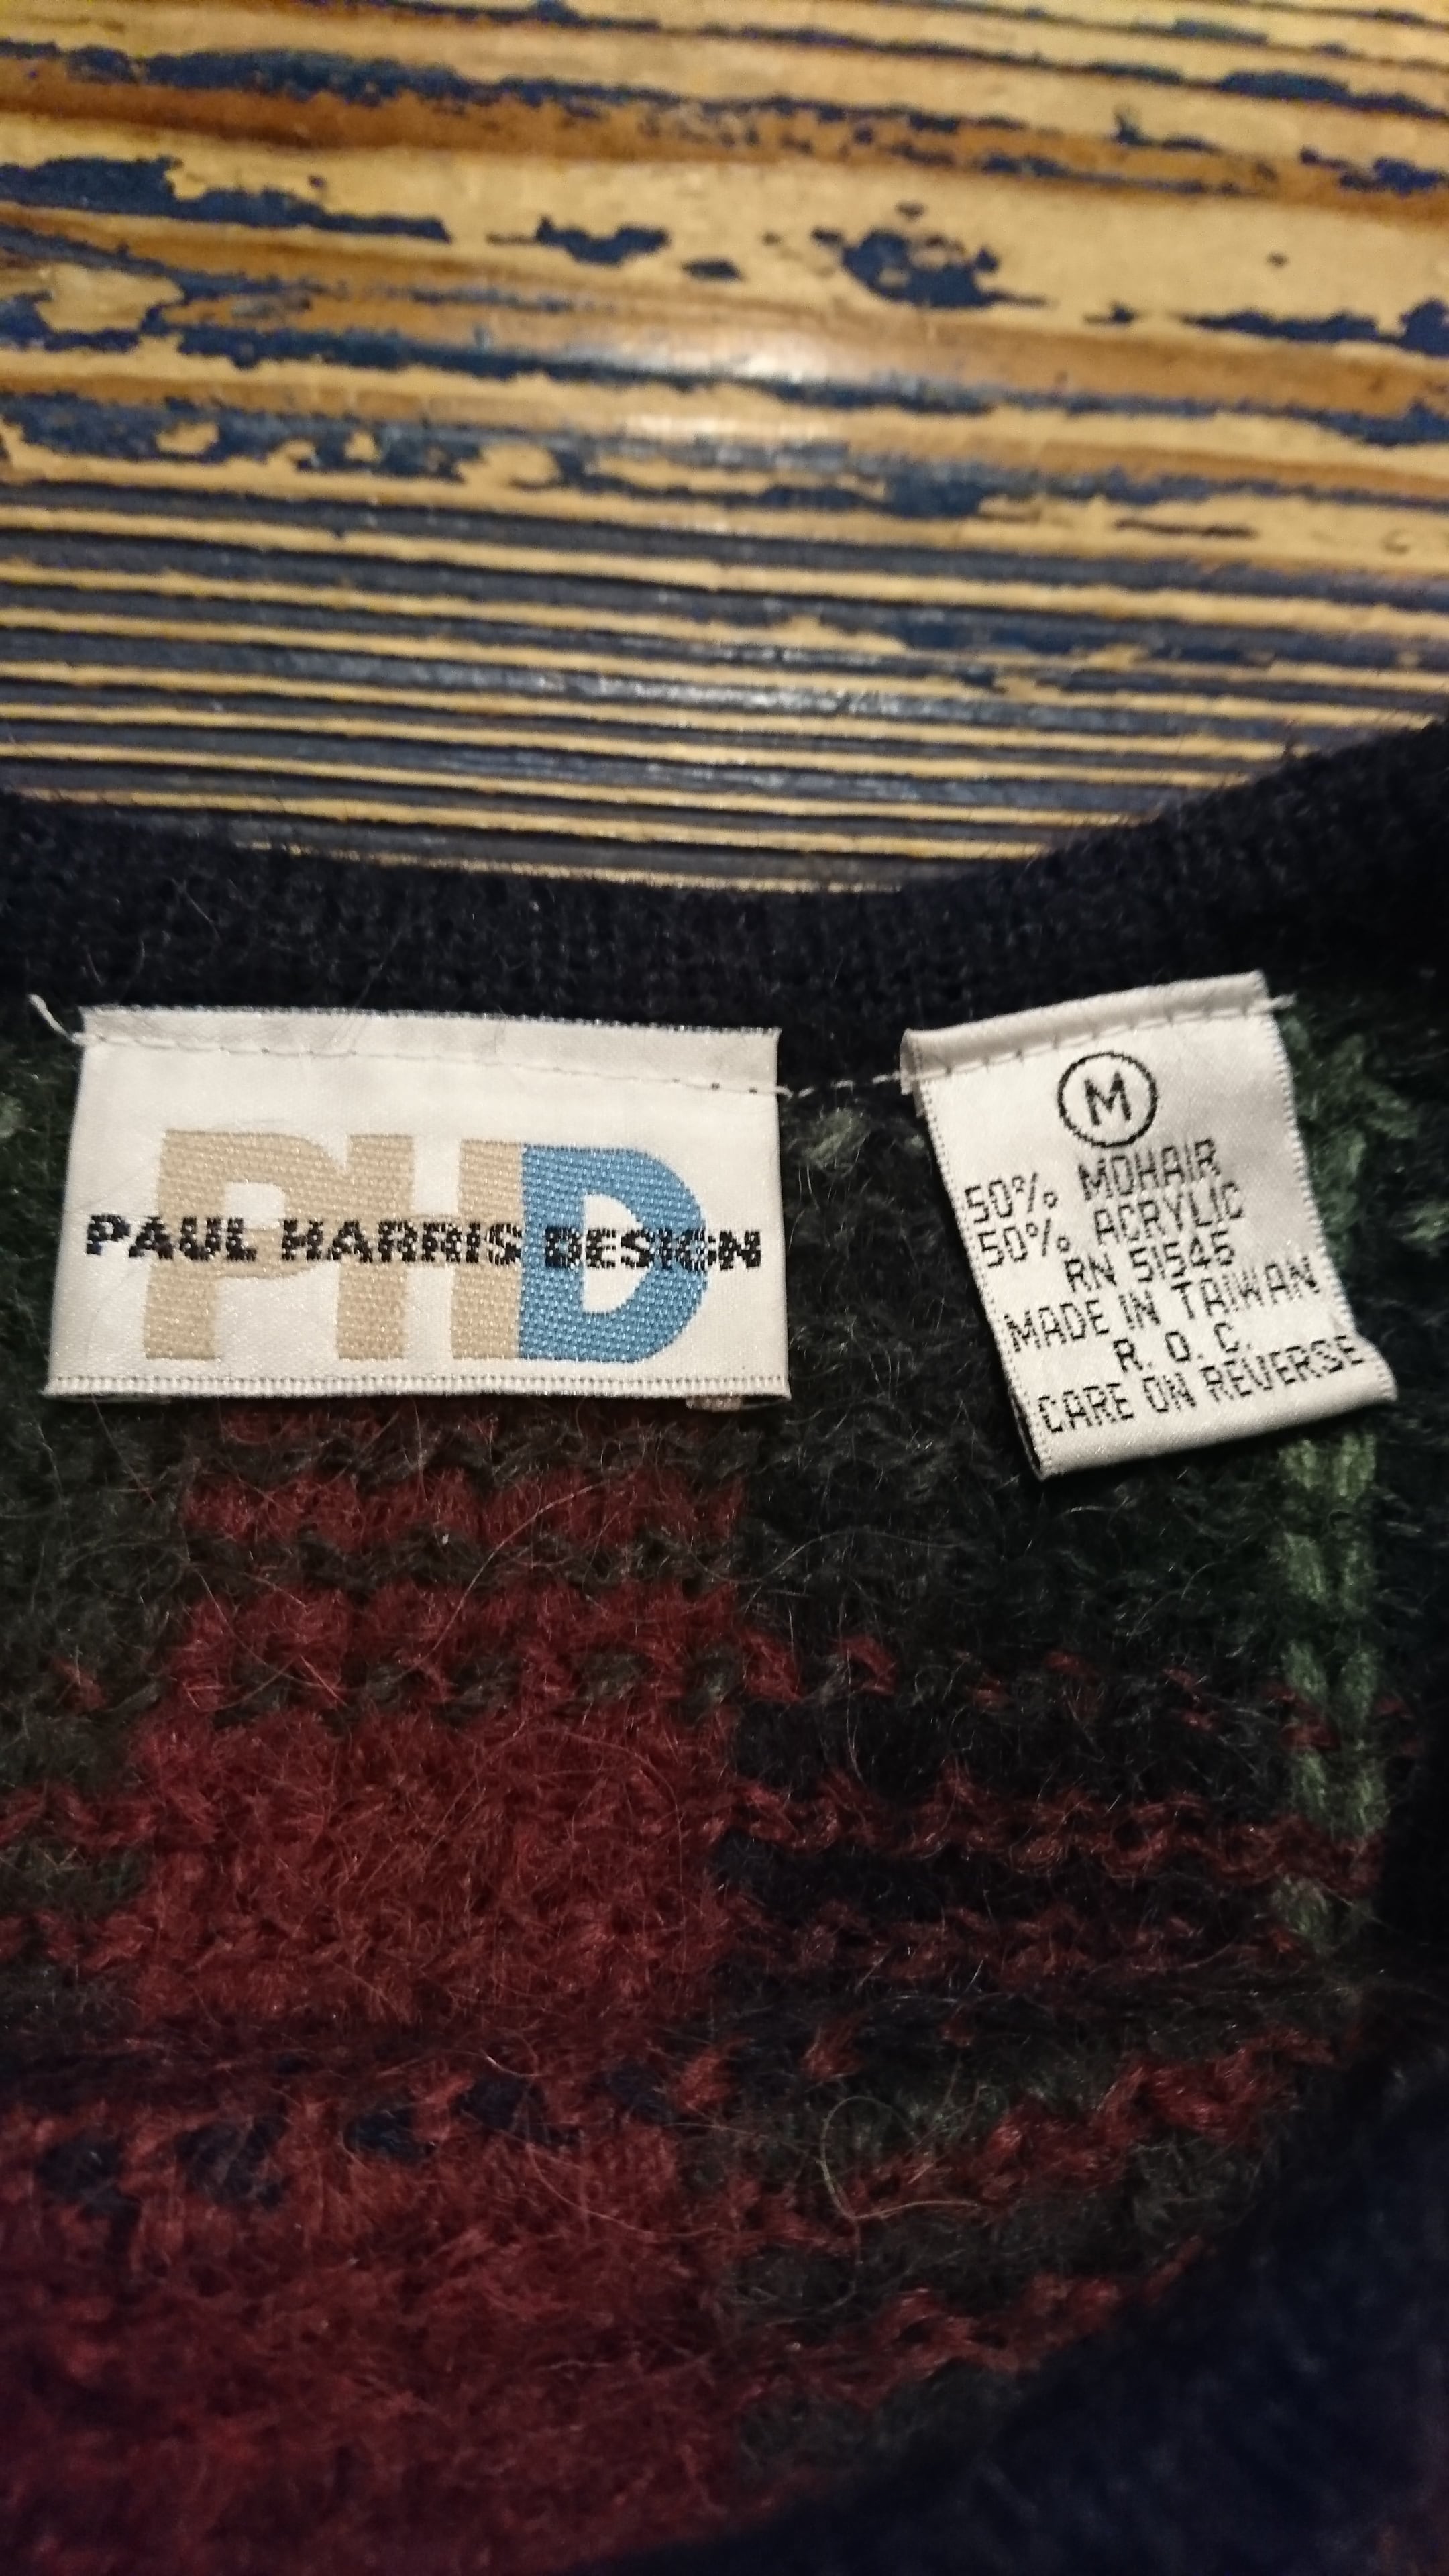 PHD
PAUL HARRIS DESIGN
M
50% MOHAIR
50% ACRYLIC
RN 51545
MADE IN TAIWAN
R. O. C.
CARE ON REVERSE